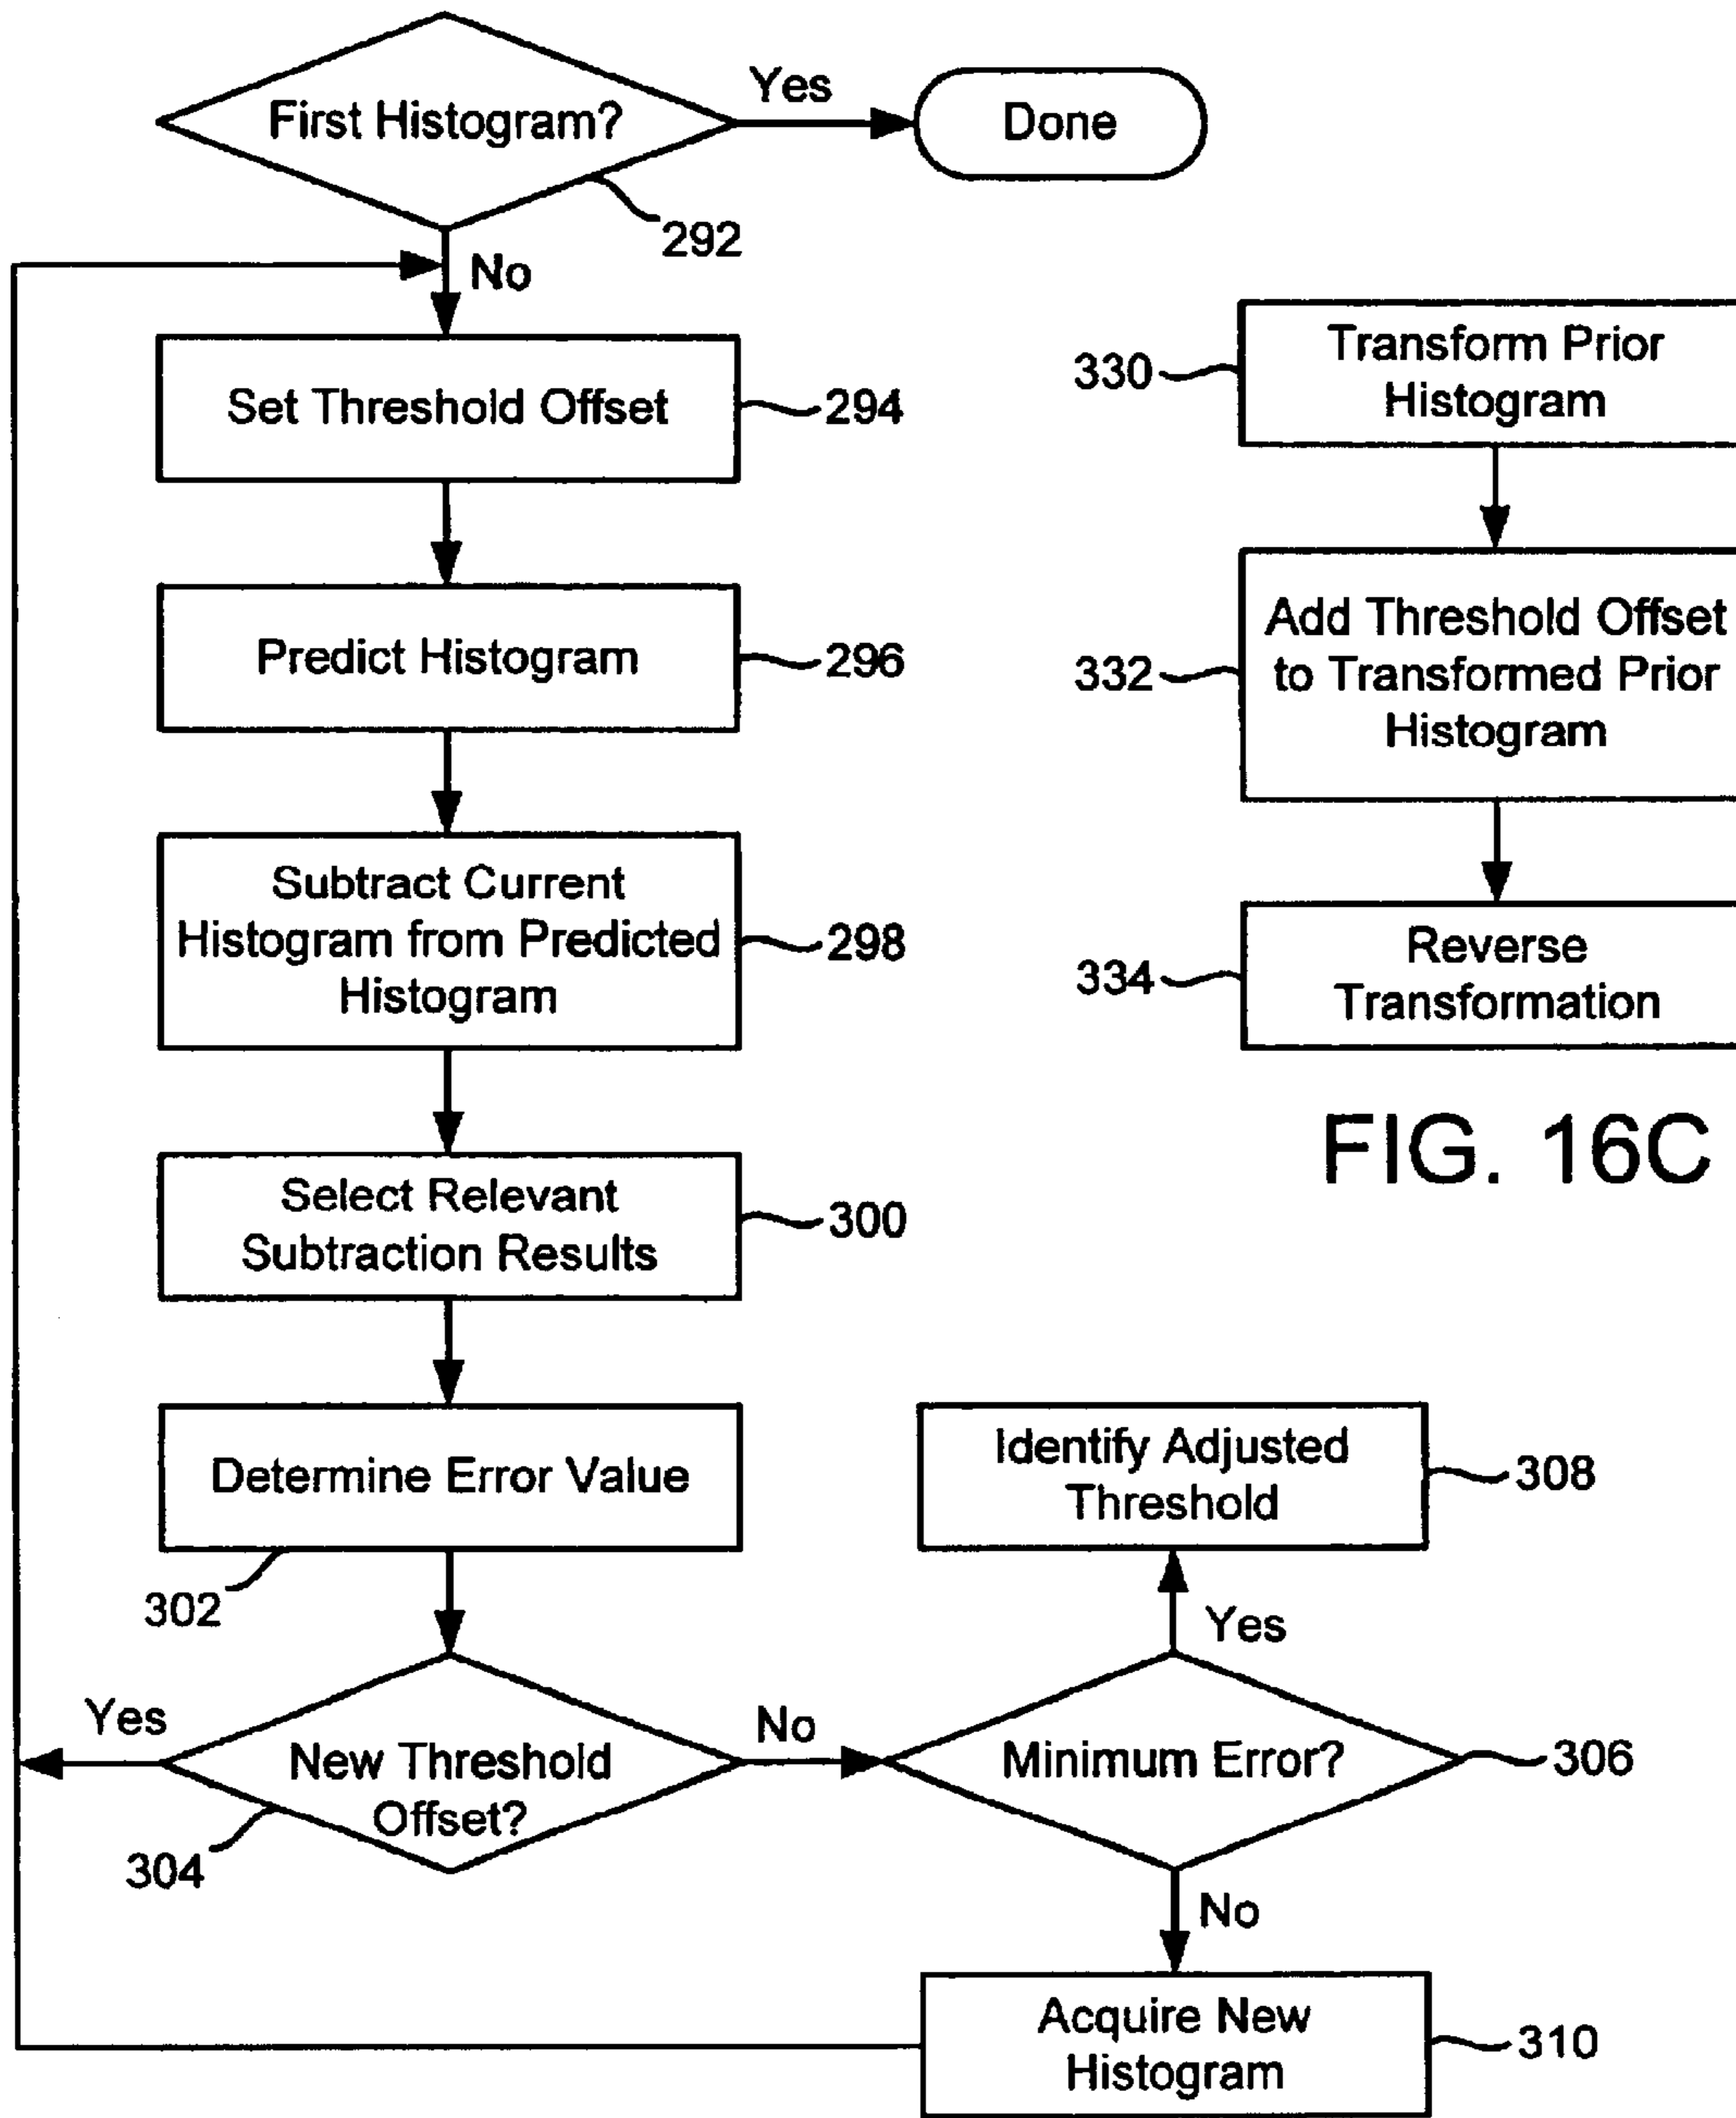 First Histogram?
Yes
Done
292
No
Set Threshold Offset
294
Predict Histogram
296
Subtract Current
Histogram from Predicted
Histogram
298
Select Relevant
Subtraction Results
300
Determine Error Value
302
Yes
New Threshold
Offset?
304
No
Minimum Error?
306
Yes
Identify Adjusted
Threshold
308
No
Acquire New
Histogram
310
330
Transform Prior
Histogram
332
Add Threshold Offset
to Transformed Prior
Histogram
334
Reverse
Transformation
FIG. 16C